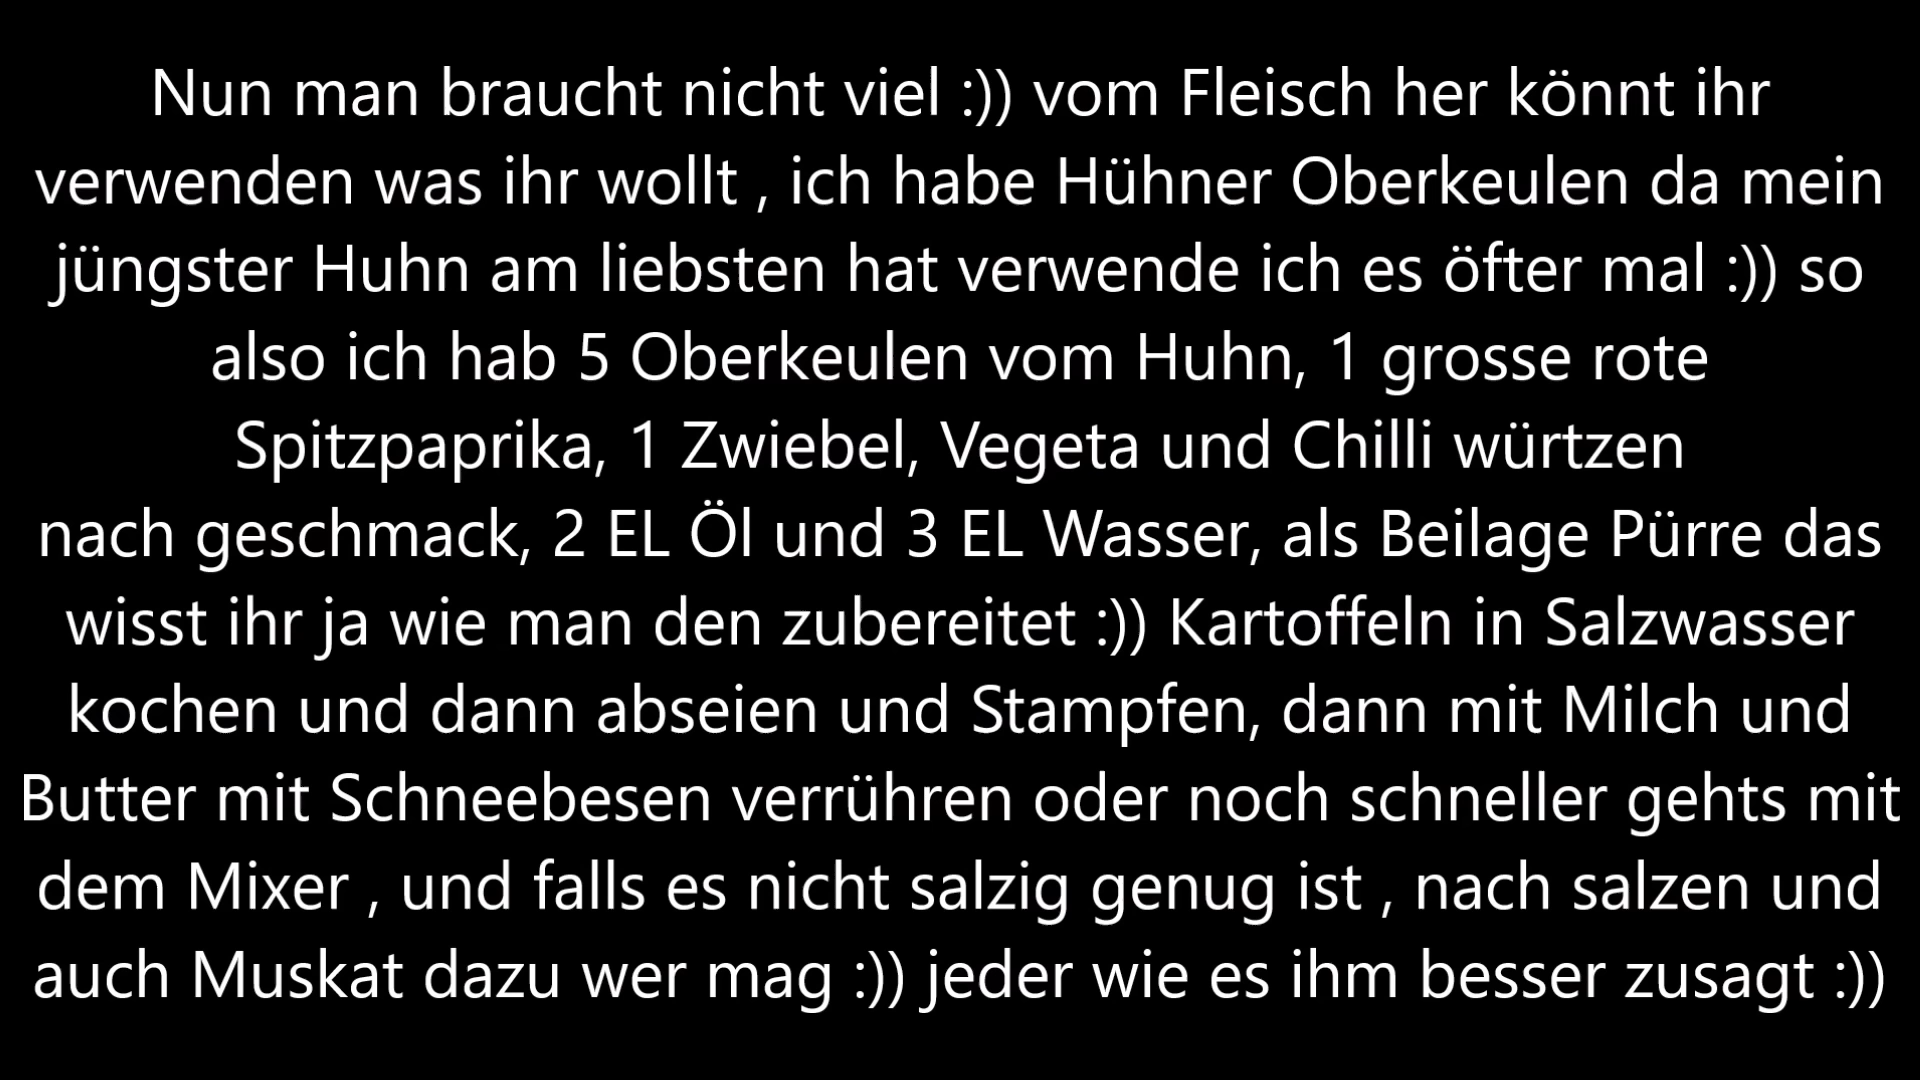 Nun man braucht nicht viel :)) vom Fleisch her könnt ihr
verwenden was ihr wollt , ich habe Hühner Oberkeulen da mein
jüngster Huhn am liebsten hat verwende ich es öfter mal :)) so
also ich hab 5 Oberkeulen vom Huhn, 1 grosse rote
Spitzpaprika, 1 Zwiebel, Vegeta und Chilli würtzen
nach geschmack, 2 EL Öl und 3 EL Wasser, als Beilage Pürre das
wisst ihr ja wie man den zubereitet :)) Kartoffeln in Salzwasser
kochen und dann abseien und Stampfen, dann mit Milch und
Butter mit Schneebesen verrühren oder noch schneller gehts mit
dem Mixer , und falls es nicht salzig genug ist , nach salzen und
auch Muskat dazu wer mag :)) jeder wie es ihm besser zusagt :))